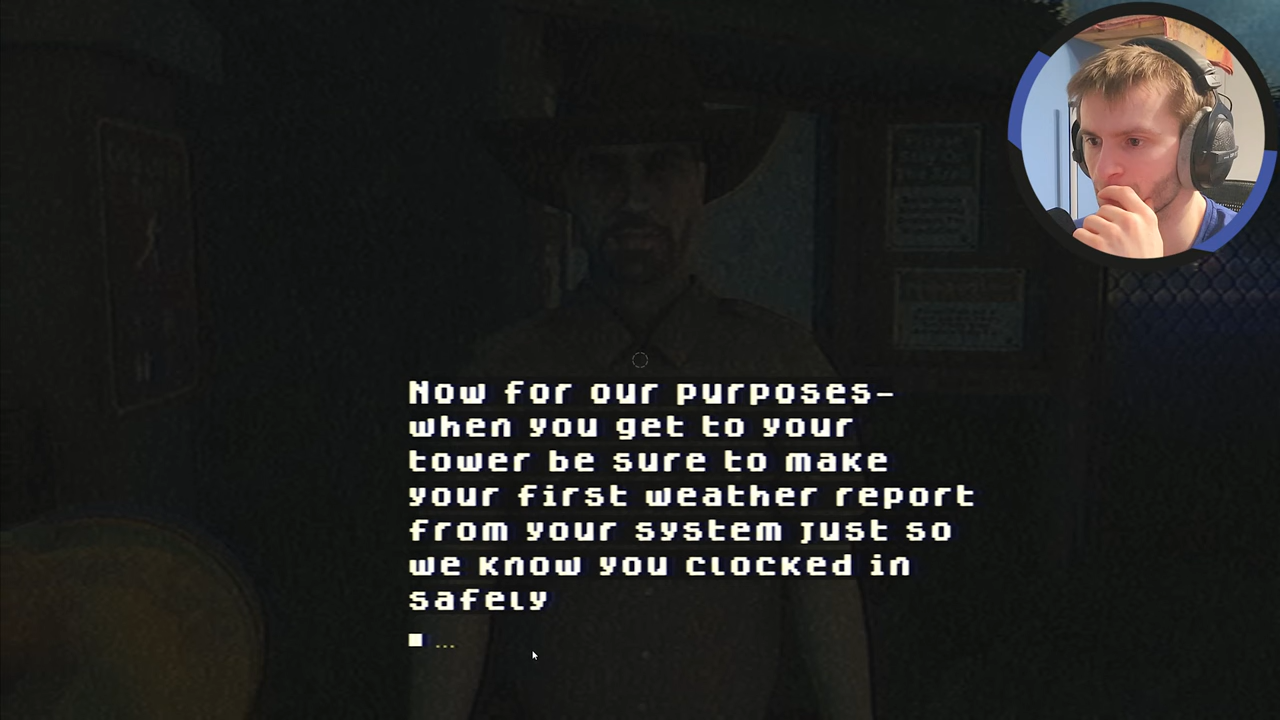 Now for our purposes-
when you get to your
tower be sure to make
your first weather report
from your system just so
we know you clocked in
safely
...